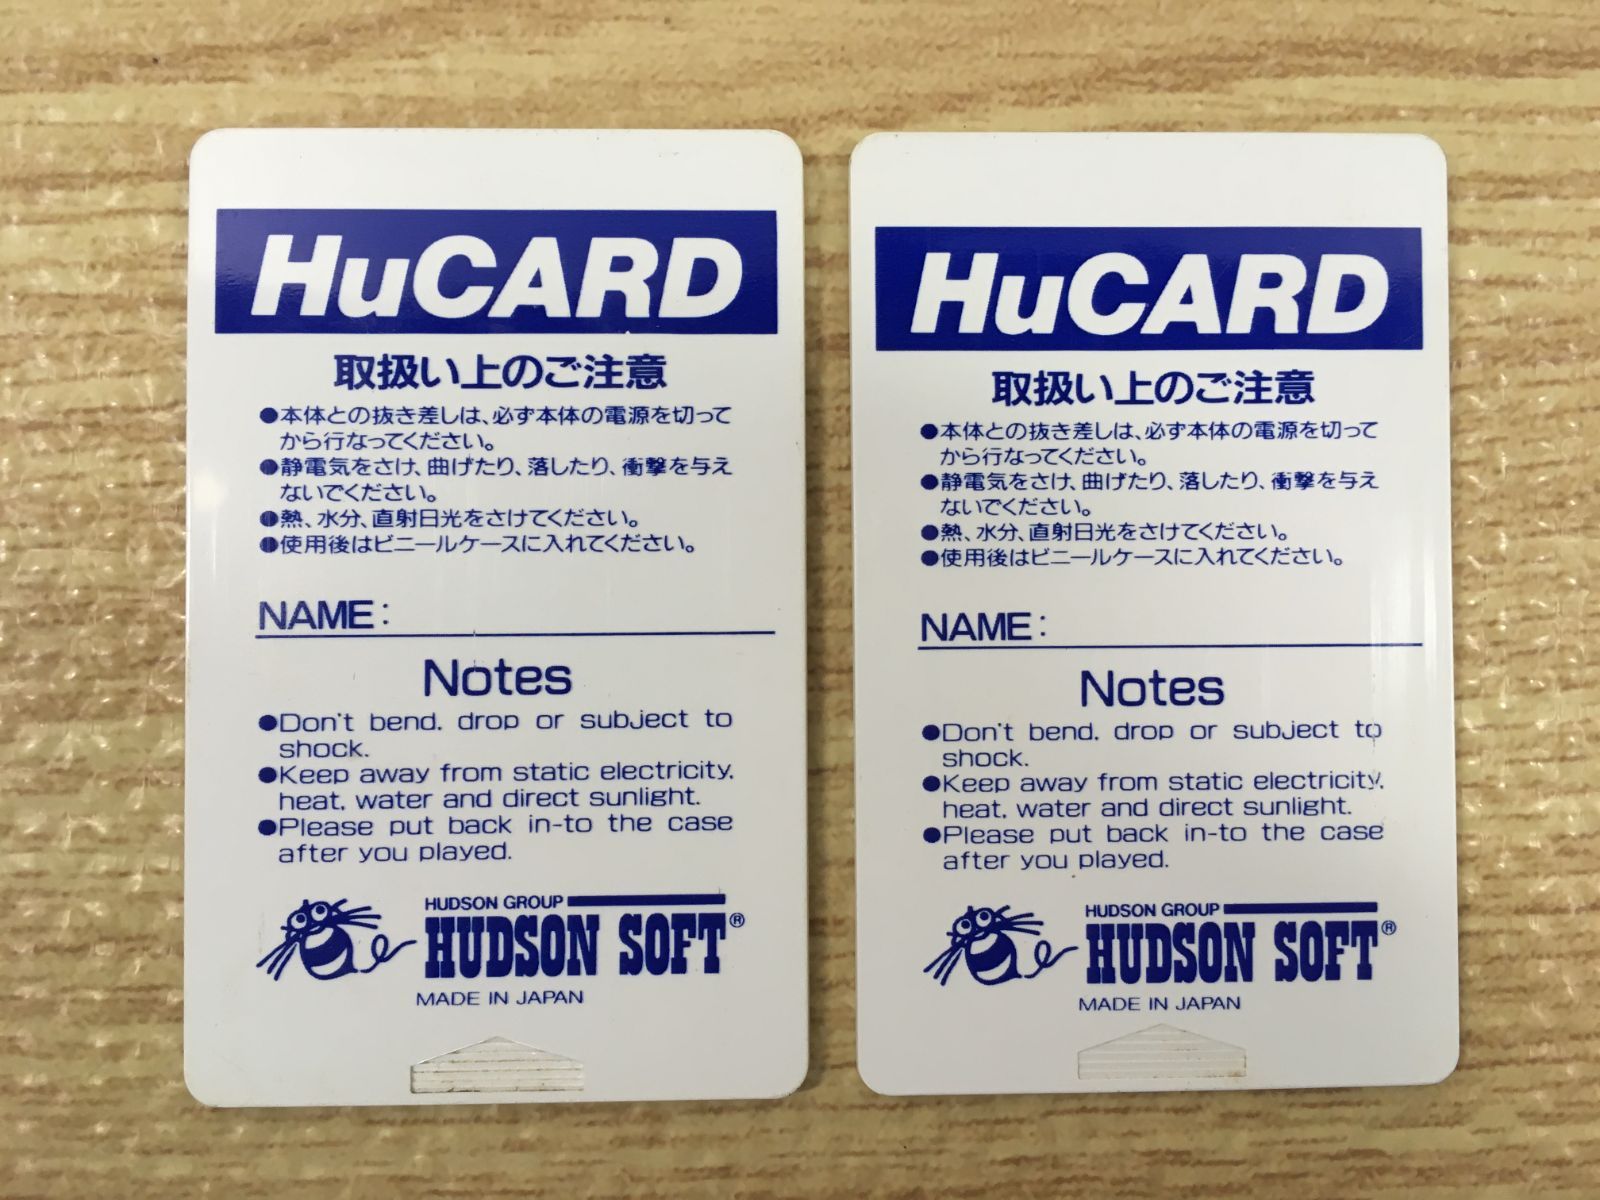 HuCARD
取扱い上のご注意
●本体との抜き差しは、必ず本体の電源を切って
から行なってください。
●静電気をさけ、曲げたり、落したり、衝撃を与え
ないでください。
●熱、水分、直射日光をさけてください。
●使用後はビニールケースに入れてください。
NAME:
Notes
●Don't bend, drop or subject to
shock.
●Keep away from static electricity,
heat, water and direct sunlight.
●Please put back in-to the case
after you played.
HUDSON GROUP
HUDSON SOFT®
MADE IN JAPAN
HuCARD
取扱い上のご注意
●本体との抜き差しは、必ず本体の電源を切って
から行なってください。
●静電気をさけ、曲げたり、落したり、衝撃を与え
ないでください。
●熱、水分、直射日光をさけてください。
●使用後はビニールケースに入れてください。
NAME:
Notes
●Don't bend, drop or subject to
shock.
●Keep away from static electricity,
heat, water and direct sunlight.
●Please put back in-to the case
after you played.
HUDSON GROUP
HUDSON SOFT®
MADE IN JAPAN